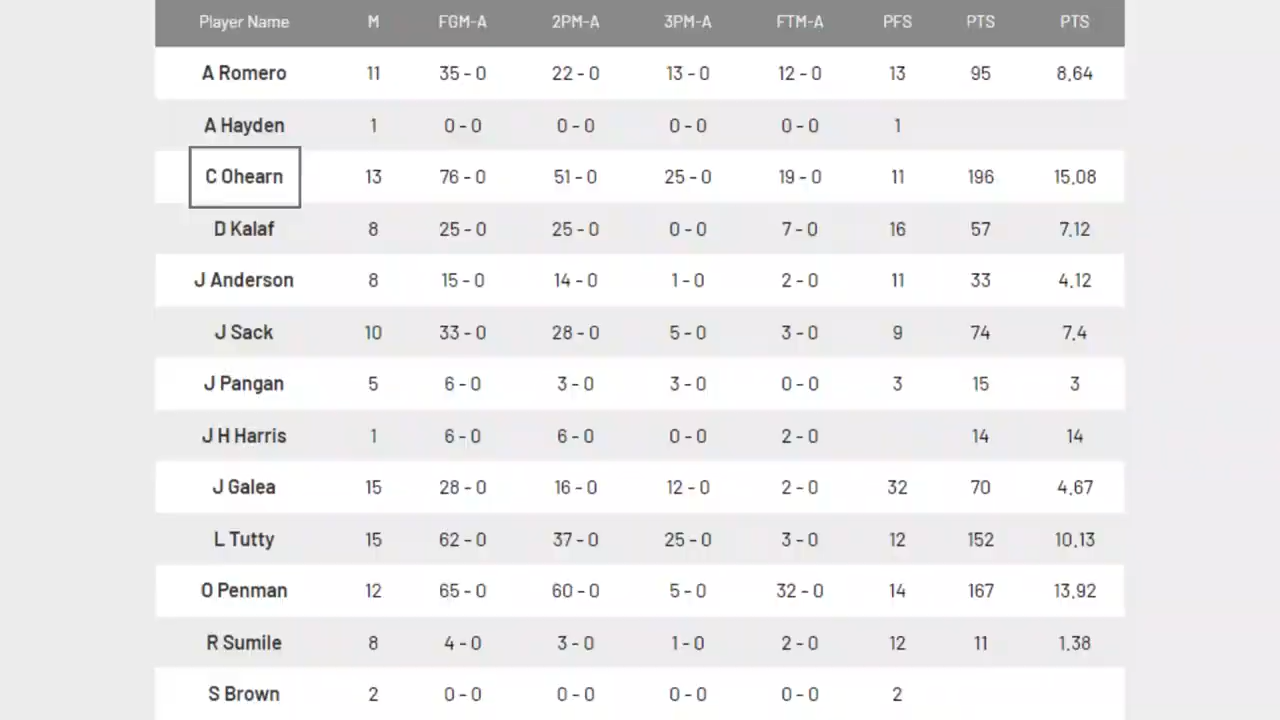 Player Name M FGM-A 2PM-A 3PM-A FTM-A PFS PTS PTS
A Romero 11 35 - 0 22 - 0 13 - 0 12 - 0 13 95 8.64
A Hayden 1 0 - 0 0 - 0 0 - 0 0 - 0 1
C Ohearn 13 76 - 0 51 - 0 25 - 0 19 - 0 11 196 15.08
D Kalaf 8 25 - 0 25 - 0 0 - 0 7 - 0 16 57 7.12
J Anderson 8 15 - 0 14 - 0 1 - 0 2 - 0 11 33 4.12
J Sack 10 33 - 0 28 - 0 5 - 0 3 - 0 9 74 7.4
J Pangan 5 6 - 0 3 - 0 3 - 0 0 - 0 3 15 3
J H Harris 1 6 - 0 6 - 0 0 - 0 2 - 0 14 14
J Galea 15 28 - 0 16 - 0 12 - 0 2 - 0 32 70 4.67
L Tutty 15 62 - 0 37 - 0 25 - 0 3 - 0 12 152 10.13
O Penman 12 65 - 0 60 - 0 5 - 0 32 - 0 14 167 13.92
R Sumile 8 4 - 0 3 - 0 1 - 0 2 - 0 12 11 1.38
S Brown 2 0 - 0 0 - 0 0 - 0 0 - 0 2